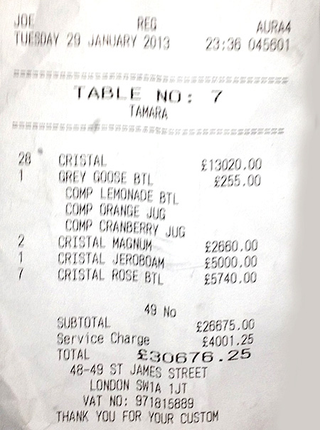 JOE REG AURA4
TUESDAY 29 JANUARY 2013 23:36 045601
TABLE NO: 7
TAMARA
28 CRISTAL £13020.00
1 GREY GOOSE BTL £255.00
COMP LEMONADE BTL
COMP ORANGE JUG
COMP CRANBERRY JUG
2 CRISTAL MAGNUM £2660.00
1 CRISTAL JEROBOAM £5000.00
7 CRISTAL ROSE BTL £5740.00
49 No
SUBTOTAL £26675.00
Service Charge £4001.25
TOTAL £30676.25
48-49 ST JAMES STREET
LONDON SW1A 1JT
VAT NO: 971815889
THANK YOU FOR YOUR CUSTOM